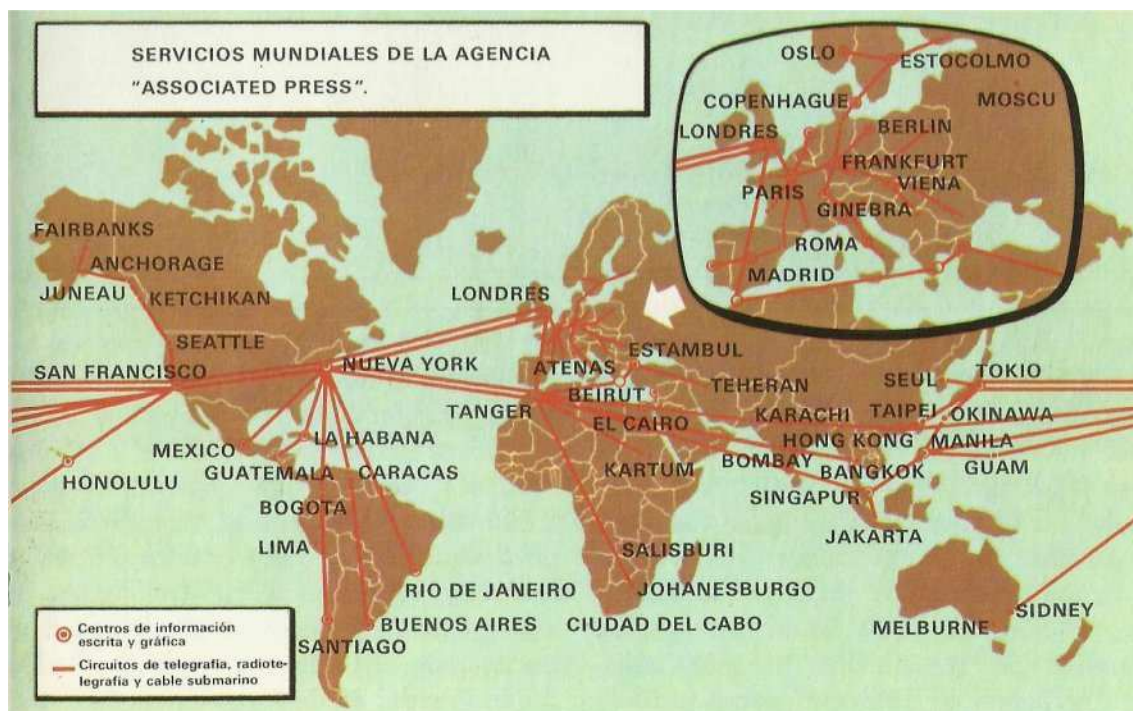 SERVICIOS MUNDIALES DE LA AGENCIA
"ASSOCIATED PRESS".
OSLO
ESTOCOLMO
COPENHAGUE
MOSCU
LONDRES
BERLIN
FRANKFURT
PARIS
VIENA
GINEBRA
ROMA
MADRID
FAIRBANKS
ANCHORAGE
JUNEAU
KETCHIKAN
LONDRES
SEATTLE
SAN FRANCISCO
NUEVA YORK
ATENAS
ESTAMBUL
BEIRUT
TEHERAN
SEUL
TOKIO
TANGER
EL CAIRO
KARACHI
TAIPEI
OKINAWA
MEXICO
LA HABANA
HONG KONG
MANILA
HONOLULU
GUATEMALA
CARACAS
KARTUM
BOMBAY
BANGKOK
GUAM
BOGOTA
SINGAPUR
LIMA
SALISBURI
JAKARTA
RIO DE JANEIRO
JOHANESBURGO
BUENOS AIRES
CIUDAD DEL CABO
MELBURNE
SIDNEY
SANTIAGO
Centros de información
escrita y gráfica
Circuitos de telegrafia, radiote-
legrafia y cable submarino